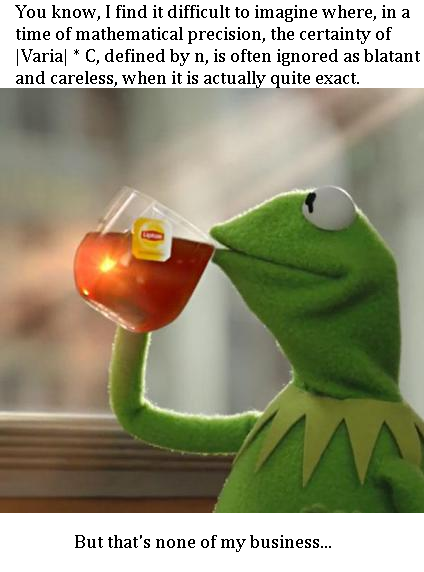 You know, I find it difficult to imagine where, in a
time of mathematical precision, the certainty of
|Varia| * C, defined by n, is often ignored as blatant
and careless, when it is actually quite exact.
Lipton
But that's none of my business...